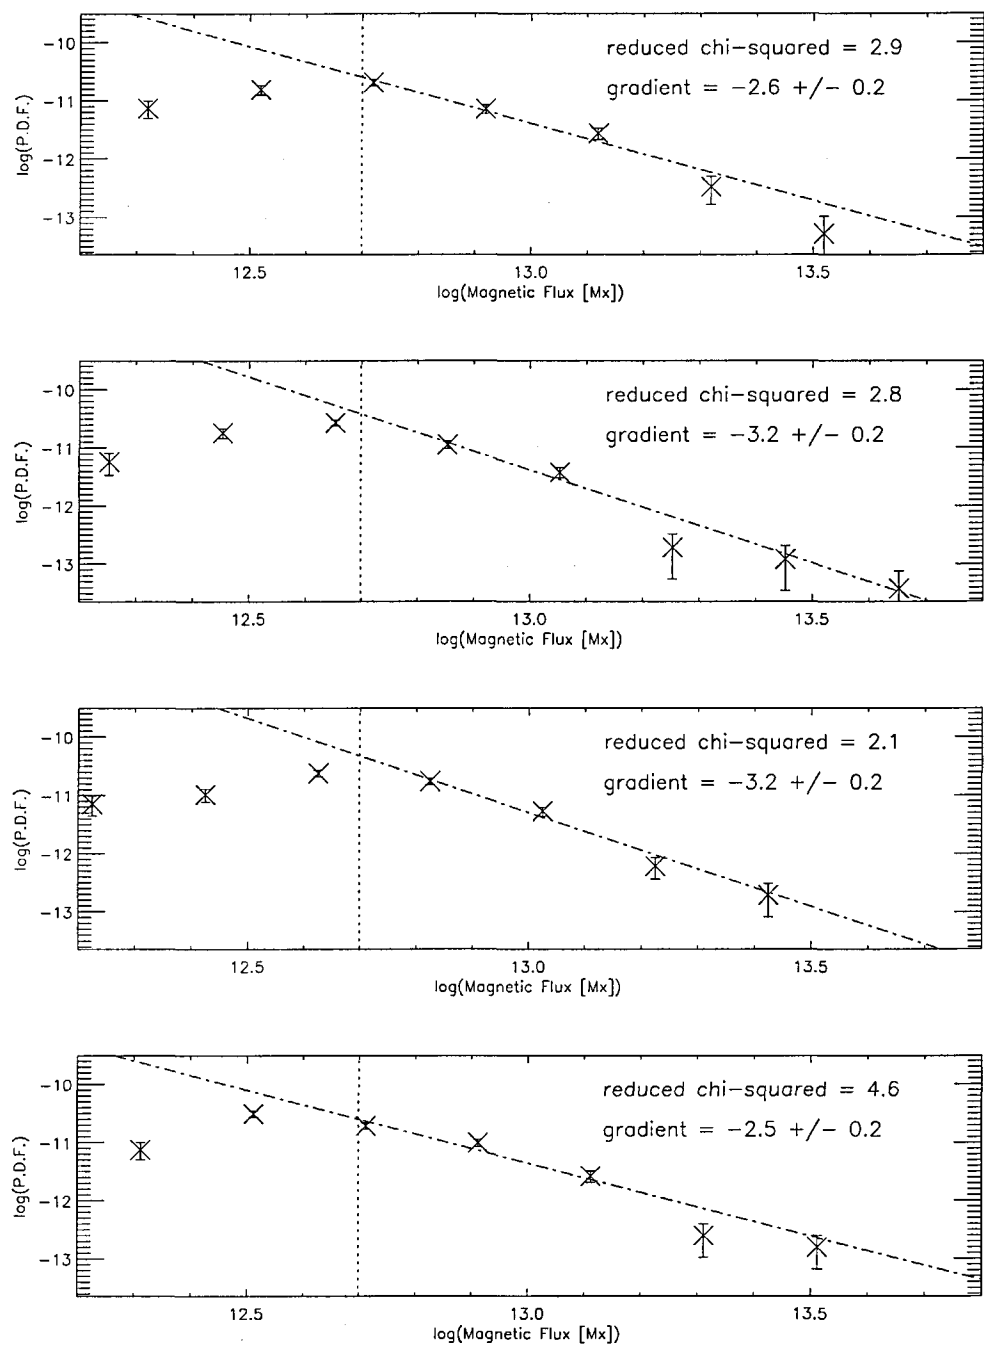 reduced chi-squared = 2.9
gradient = -2.6 +/- 0.2
log(P.D.F.)
-10
-11
-12
-13
12.5
13.0
13.5
log(Magnetic Flux [Mx])
reduced chi-squared = 2.8
gradient = -3.2 +/- 0.2
log(P.D.F.)
-10
-11
-12
-13
12.5
13.0
13.5
log(Magnetic Flux [Mx])
reduced chi-squared = 2.1
gradient = -3.2 +/- 0.2
log(P.D.F.)
-10
-11
-12
-13
12.5
13.0
13.5
log(Magnetic Flux [Mx])
reduced chi-squared = 4.6
gradient = -2.5 +/- 0.2
log(P.D.F.)
-10
-11
-12
-13
12.5
13.0
13.5
log(Magnetic Flux [Mx])